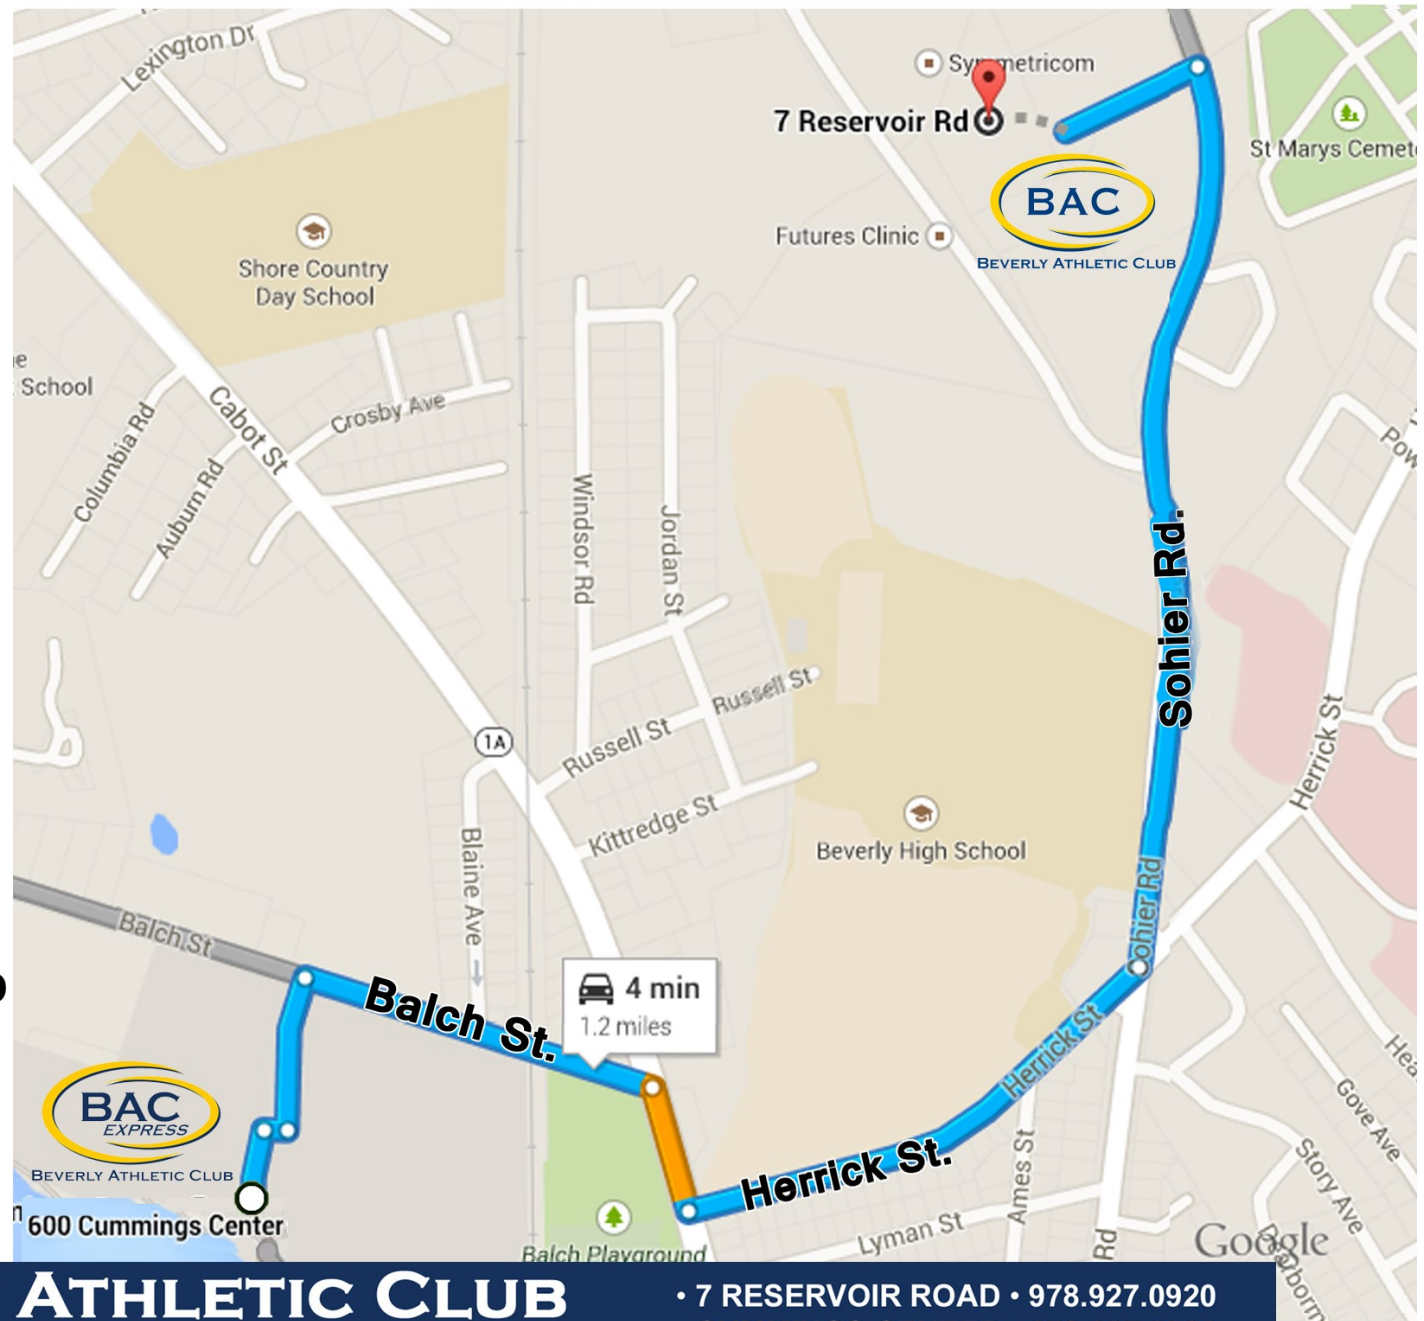 Lexington Dr
Symmetricom
7 Reservoir Rd
St Marys Cemet
BAC
BEVERLY ATHLETIC CLUB
Futures Clinic
Shore Country
Day School
School
Columbia Rd
Auburn Rd
Cabot St
Crosby Ave
Windsor Rd
Jordan St
Pow
Sohier Rd.
Russell St
Russell St
1A
Kittredge St
Herrick St
Blaine Ave
Beverly High School
Sohier Rd
Balch St
Balch St.
4 min
1.2 miles
Herrick St
Hea
Gove Ave
Story Ave
BAC
EXPRESS
BEVERLY ATHLETIC CLUB
600 Cummings Center
Herrick St.
Ames St
Lyman St
Rd
Balch Playground
Google
ATHLETIC CLUB
• 7 RESERVOIR ROAD • 978.927.0920